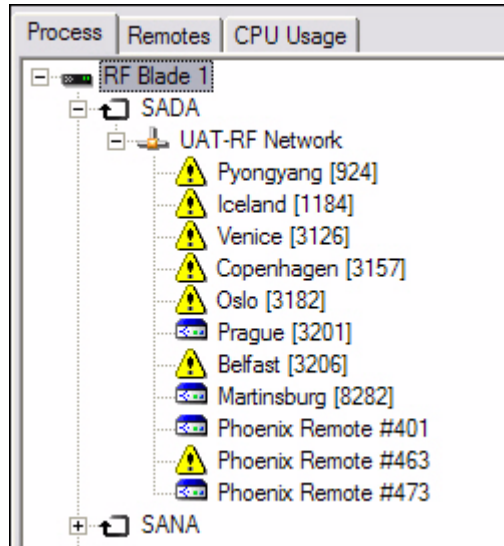 Process Remotes CPU Usage
RF Blade 1
SADA
UAT-RF Network
Pyongyang [924]
Iceland [1184]
Venice [3126]
Copenhagen [3157]
Oslo [3182]
Prague [3201]
Belfast [3206]
Martinsburg [8282]
Phoenix Remote #401
Phoenix Remote #463
Phoenix Remote #473
SANA